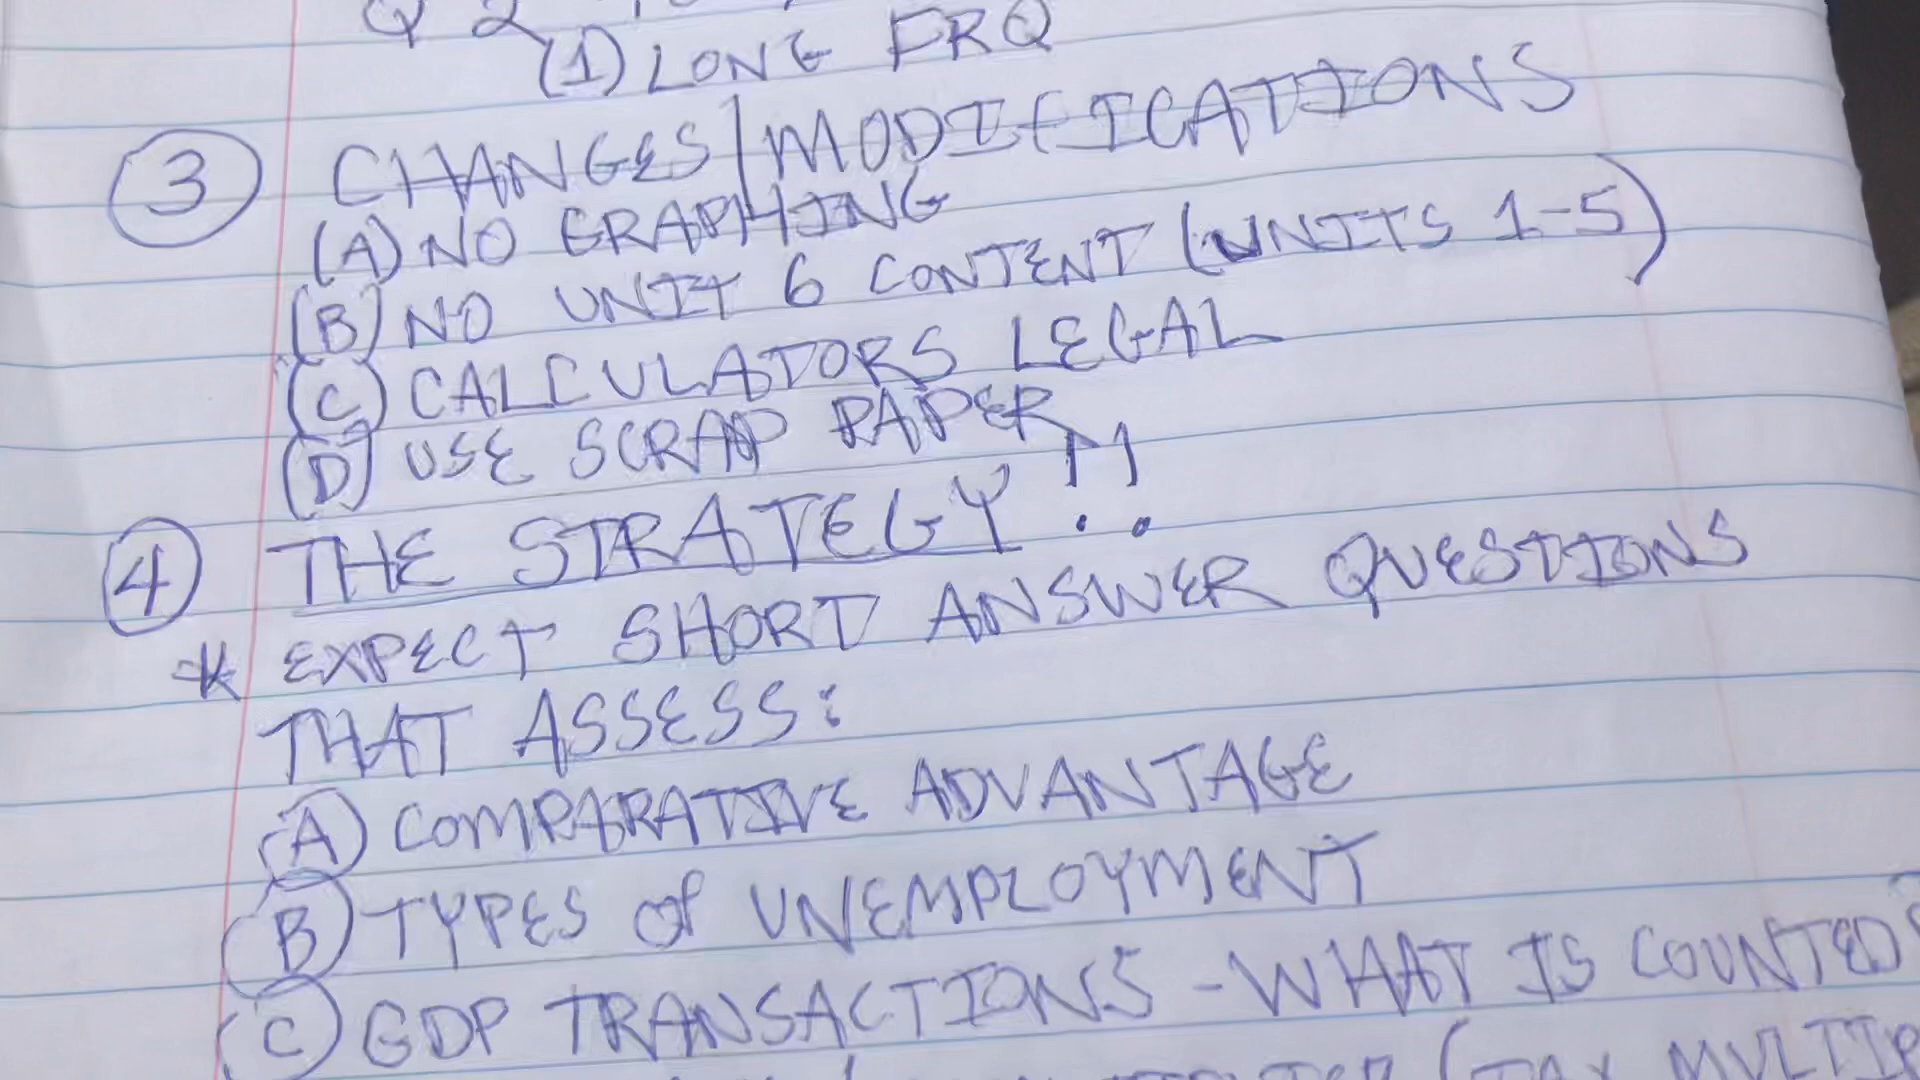 Q 2
(1) LONG FRQ
3 CHANGES/MODIFICATIONS
(A) NO GRAPHING
(B) NO UNIT 6 CONTENT (UNITS 1-5)
(C) CALCULATORS LEGAL
(D) USE SCRAP PAPER
4 THE STRATEGY!!
* EXPECT SHORT ANSWER QUESTIONS
THAT ASSESS:
(A) COMPARATIVE ADVANTAGE
(B) TYPES OF UNEMPLOYMENT
(C) GDP TRANSACTIONS - WHAT IS COUNTED
(TAX